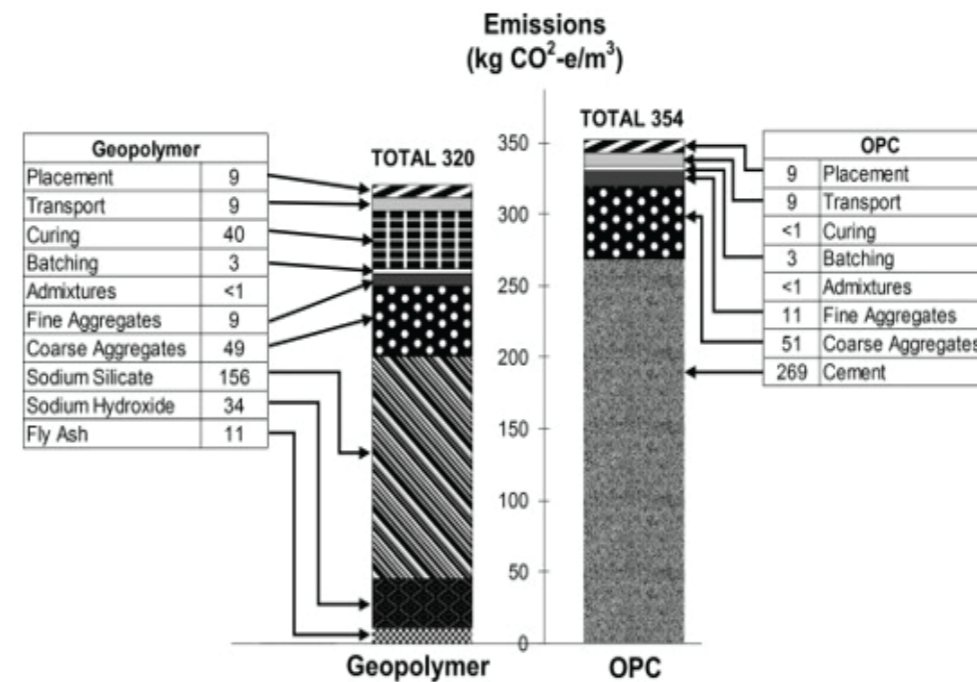 Emissions
(kg CO²-e/m³)
TOTAL 320
TOTAL 354
Geopolymer
Placement 9
Transport 9
Curing 40
Batching 3
Admixtures <1
Fine Aggregates 9
Coarse Aggregates 49
Sodium Silicate 156
Sodium Hydroxide 34
Fly Ash 11
350
300
250
200
150
100
50
0
OPC
9 Placement
9 Transport
<1 Curing
3 Batching
<1 Admixtures
11 Fine Aggregates
51 Coarse Aggregates
269 Cement
Geopolymer
OPC